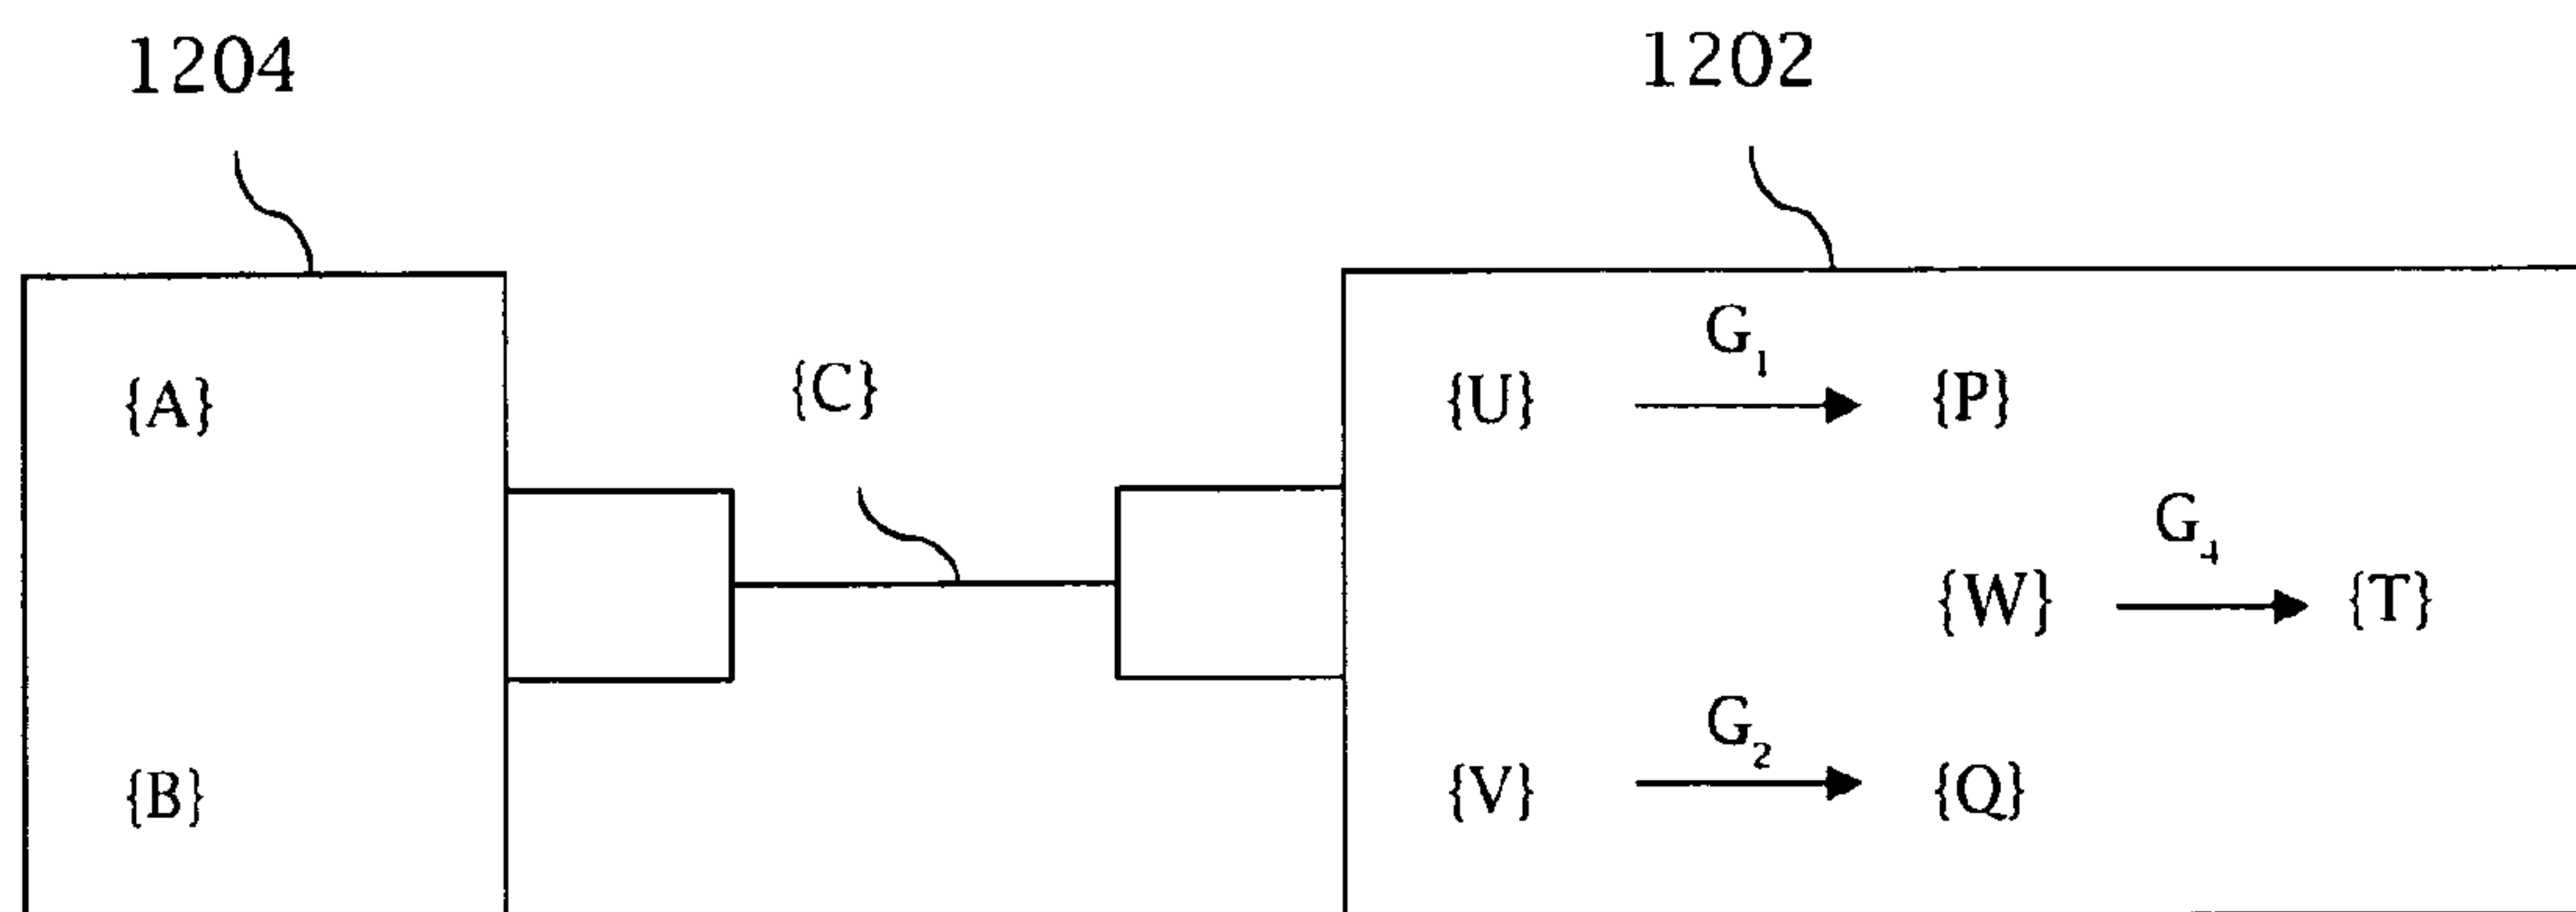 1204 1202
G₁
{A} {C} {U} {P}
G₄
{W} {T}
G₂
{B} {V} {Q}